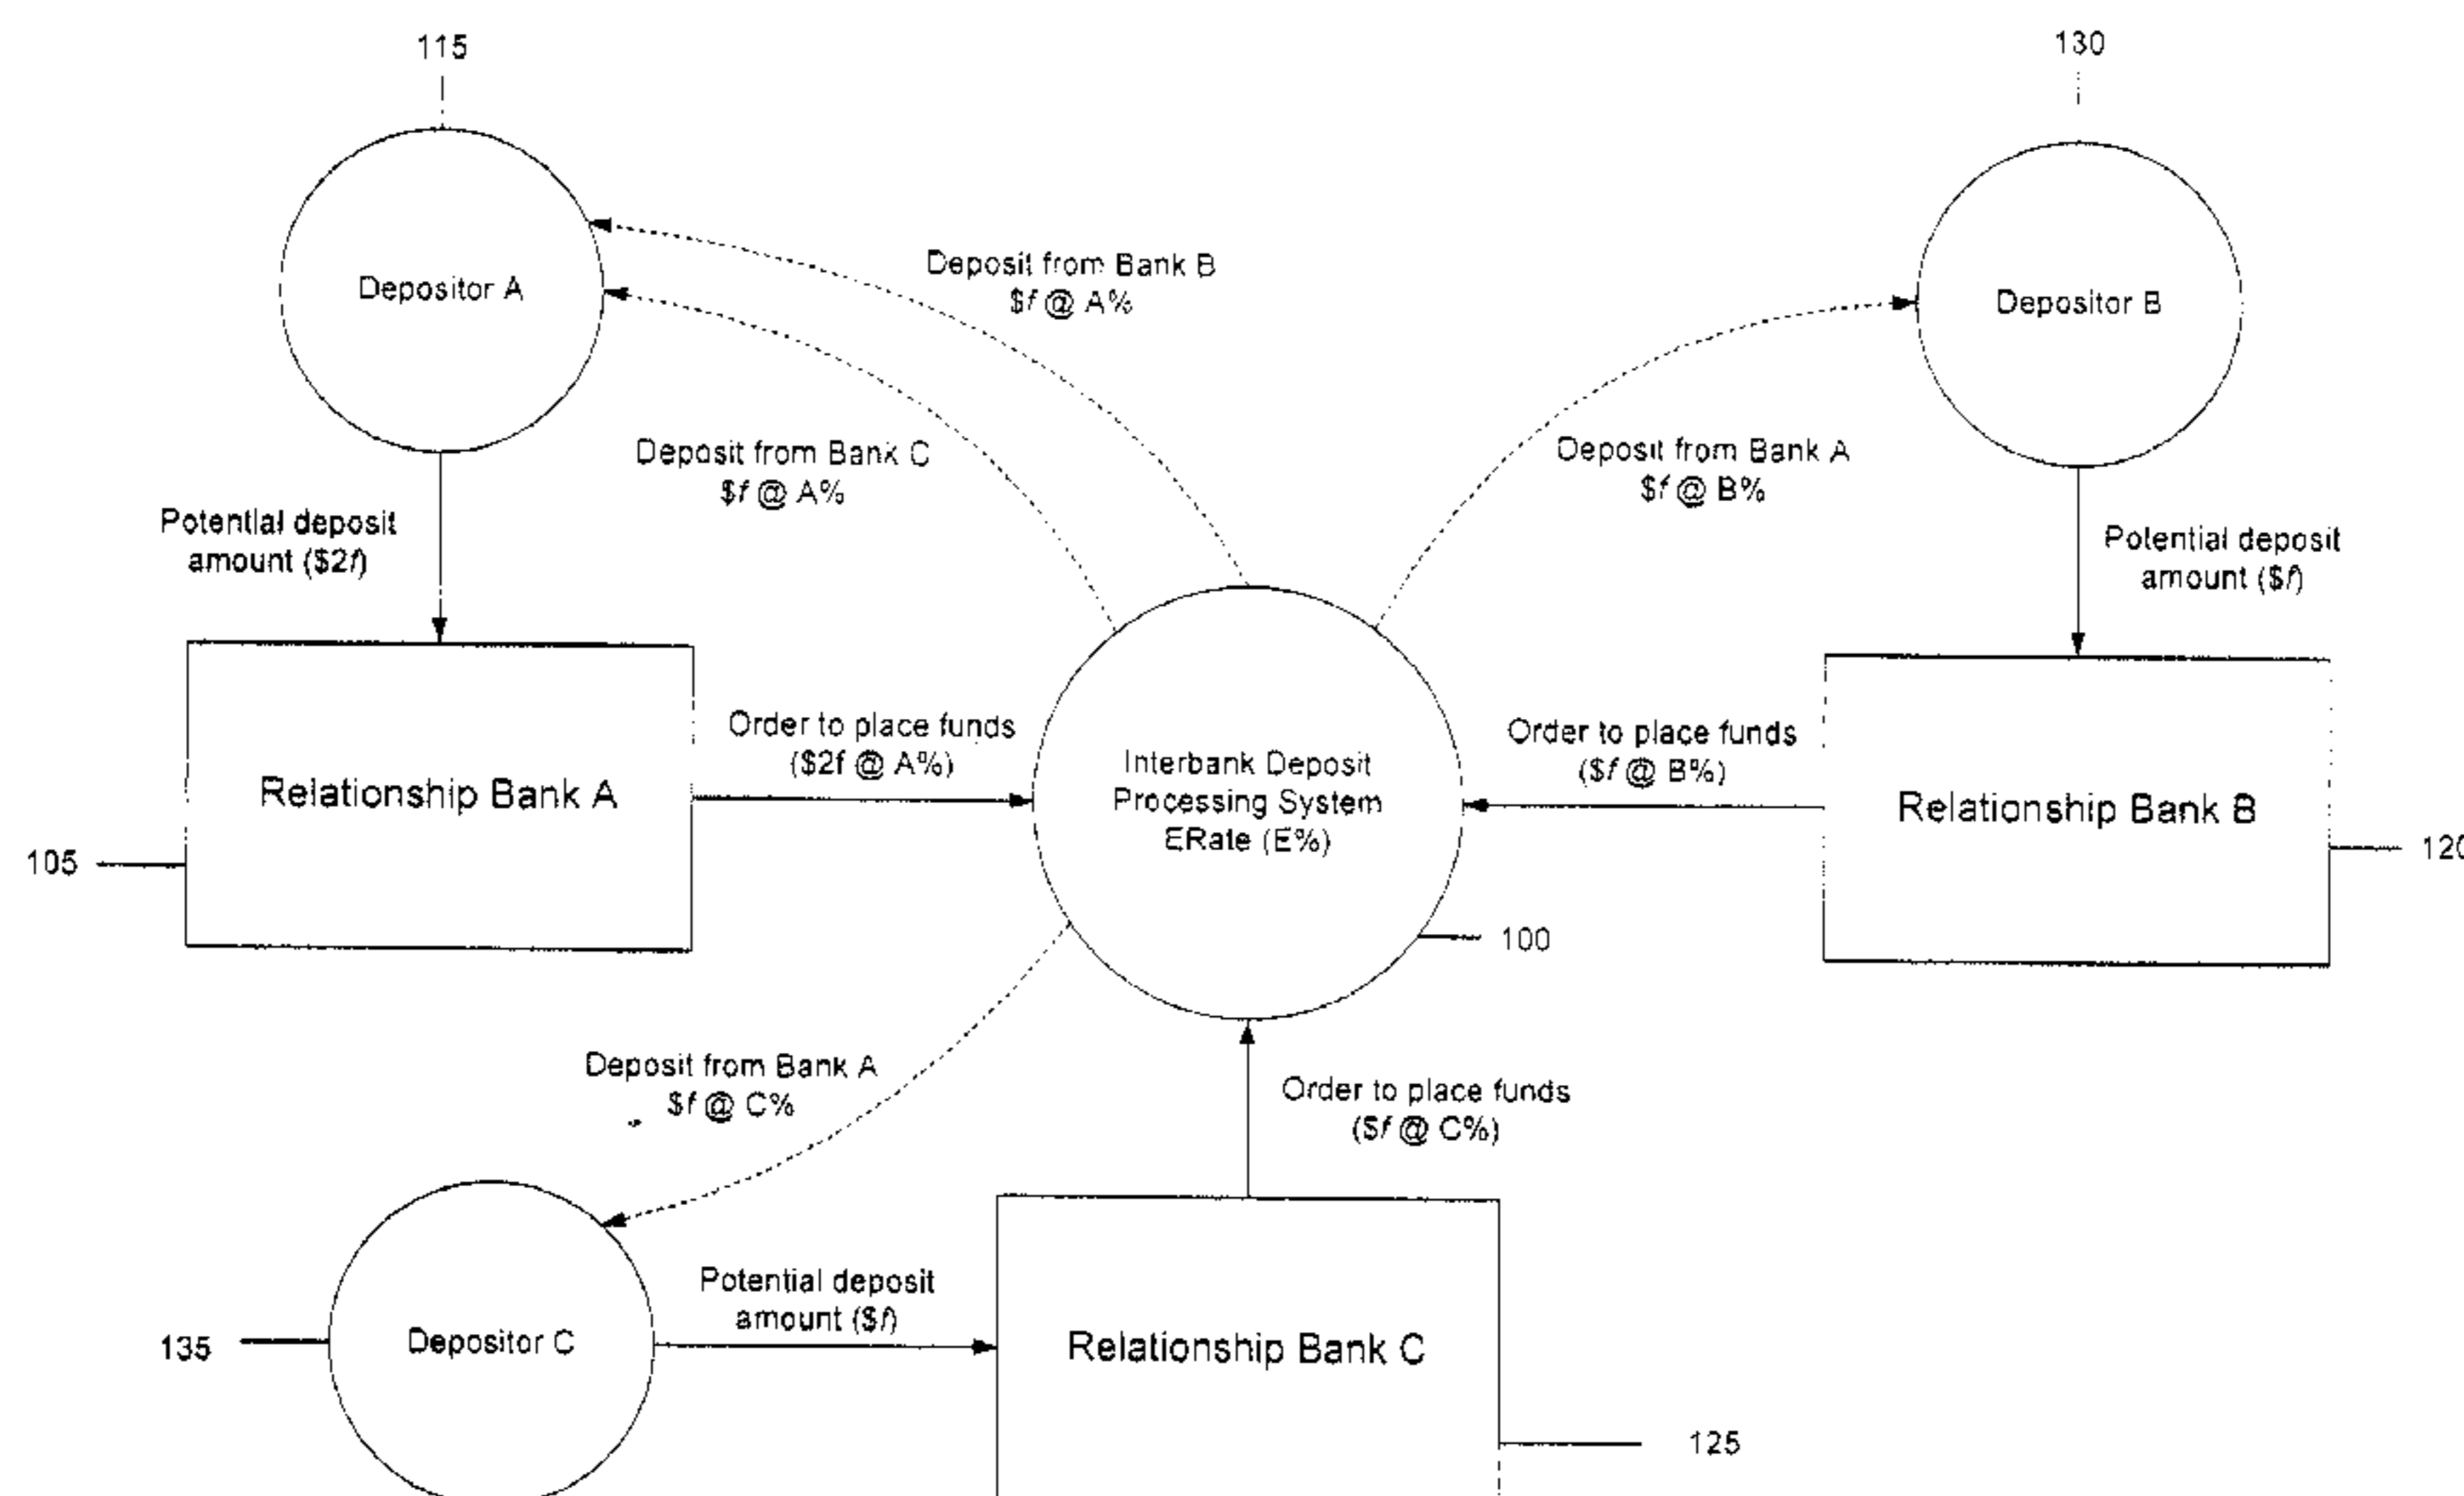 115
130
Depositor A
Deposit from Bank B
$f @ A%
Depositor B
Deposit from Bank C
$f @ A%
Deposit from Bank A
$f @ B%
Potential deposit
amount ($2f)
Potential deposit
amount ($f)
Order to place funds
($2f @ A%)
Order to place funds
($f @ B%)
Relationship Bank A
Interbank Deposit
Processing System
ERate (E%)
Relationship Bank B
105
120
100
Deposit from Bank A
$f @ C%
Order to place funds
($f @ C%)
Potential deposit
amount ($f)
135
Depositor C
Relationship Bank C
125